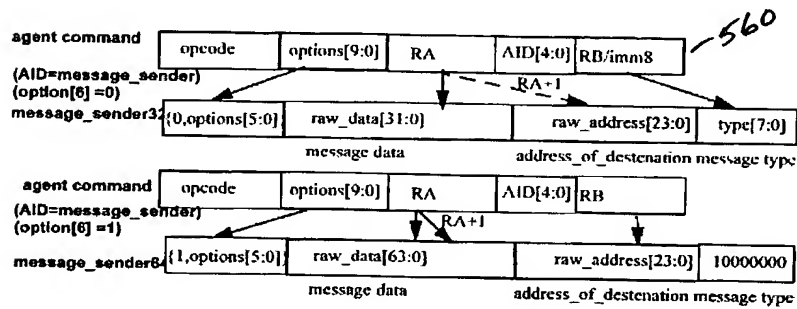 560
agent command opcode options[9:0] RA AID[4:0] RB/imm8
(AID=message_sender)
(option[6] =0)
RA+1
message_sender32 {0,options[5:0]} raw_data[31:0] raw_address[23:0] type[7:0]
message data address_of_destenation message type
agent command opcode options[9:0] RA AID[4:0] RB
(AID=message_sender)
(option[6] =1)
RA+1
message_sender64 {1,options[5:0]} raw_data[63:0] raw_address[23:0] 10000000
message data address_of_destenation message type